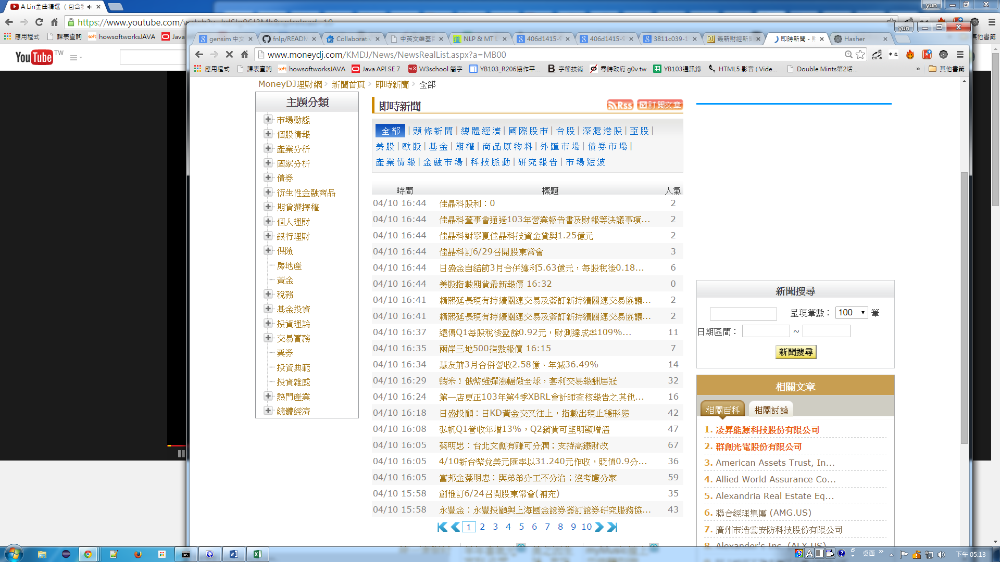 A Lin金曲精選 ( 包含
yun
https://www.youtube.com/
應用程式
課表查詢
howsoftworksJAVA
Java
YouTube TW
yun
gensim 中文
fnlp/READM
Collaborativ
中英文維基百
NLP & MT L
406d1415-9
406d1415-9
3811c039-1
最新財經新聞
即時新聞 -
Hasher
www.moneydj.com/KMDJ/News/NewsRealList.aspx?a=MB00
應用程式
課表查詢
howsoftworksJAVA
Java API SE 7
W3school 簡字
YB103_R206協作平...
字節技術
零時政府 g0v.tw
YB103通訊錄
HTML5 影音 ( Vide...
Double Mints第2话...
»
其他書籤
MoneyDJ理財網 › 新聞首頁 › 即時新聞 › 全部
主題分類
市場動態
個股情報
產業分析
國家分析
債券
衍生性金融商品
期貨選擇權
個人理財
銀行理財
保險
房地產
黃金
稅務
基金投資
投資理論
交易實務
票券
投資典範
投資雜感
熱門產業
總體經濟
即時新聞
Rss
訂閱文章
全部 | 頭條新聞 | 總體經濟 | 國際股市 | 台股 | 深滬港股 | 亞股 |
美股 | 歐股 | 基金 | 期權 | 商品原物料 | 外匯市場 | 債券市場 |
產業情報 | 金融市場 | 科技脈動 | 研究報告 | 市場短波
時間 標題 人氣
04/10 16:44 佳晶科股利：0 2
04/10 16:44 佳晶科董事會通過103年營業報告書及財報等決議事項... 2
04/10 16:44 佳晶科對寧夏佳晶科技資金貸與1.25億元 2
04/10 16:44 佳晶科訂6/29召開股東常會 3
04/10 16:44 日盛金自結前3月合併獲利5.63億元，每股稅後0.18... 6
04/10 16:44 美股指數期貨最新報價 16:32 0
04/10 16:41 精熙延長現有持續關連交易及簽訂新持續關連交易協議... 2
04/10 16:41 精熙延長現有持續關連交易及簽訂新持續關連交易協議... 2
04/10 16:37 遠傳Q1每股稅後盈餘0.92元，財測達成率109%... 11
04/10 16:35 兩岸三地500指數報價 16:15 7
04/10 16:34 慧友前3月合併營收2.58億、年減36.49% 14
04/10 16:29 蝦米！俄幣強彈漲幅傲全球，套利交易報酬居冠 32
04/10 16:24 第一店更正103年第4季XBRL會計師查核報告之其他... 16
04/10 16:18 日盛投顧：日KD黃金交叉往上，指數出現止穩形態 42
04/10 16:08 弘帆Q1營收年增13%，Q2銷貨可望明顯增溫 47
04/10 16:05 蔡明忠：台北文創有賺可分潤；支持高鐵財改 67
04/10 16:05 4/10新台幣兌美元匯率以31.240元作收，貶值0.9分... 36
04/10 16:05 富邦金蔡明忠：與弟弟分工不分治；沒考慮分家 59
04/10 15:58 創惟訂6/24召開股東常會(補充) 35
04/10 15:58 永豐金：永豐投顧與上海國金證券簽訂證券研究服務協... 43
1 2 3 4 5 6 7 8 9 10
新聞搜尋
呈現筆數： 100 筆
日期區間： ~
新聞搜尋
相關文章
相關百科 相關討論
1. 凌昇能源科技股份有限公司
2. 群創光電股份有限公司
3. American Assets Trust, In...
4. Allied World Assurance Co...
5. Alexandria Real Estate Eq...
6. 聯合經理集團 (AMG.US)
7. 廣州市浩雲安防科技股份有限公司
8. Alexander's Inc. (ALX.US)
桌面 »
下午 05:13